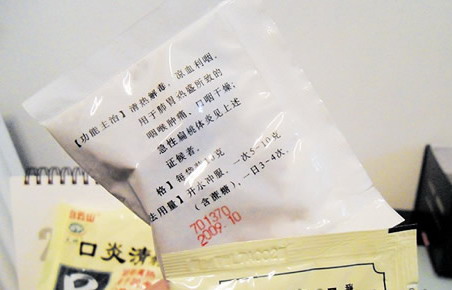 【功能主治】清热解毒，凉血利咽，
用于肺胃热盛所致的
咽喉肿痛、口咽干燥；
急性扁桃体炎见上述
证候者。
格】每袋装10克
法用量】开水冲服，一次5-10克
（含蔗糖），一日3-4次.
701370
2009-10
口炎清